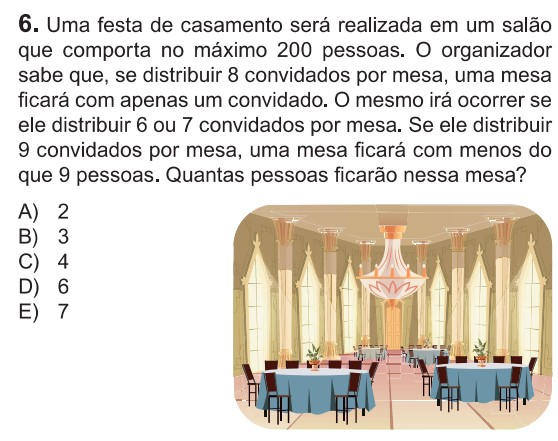 6. Uma festa de casamento será realizada em um salão
que comporta no máximo 200 pessoas. O organizador
sabe que, se distribuir 8 convidados por mesa, uma mesa
ficará com apenas um convidado. O mesmo irá ocorrer se
ele distribuir 6 ou 7 convidados por mesa. Se ele distribuir
9 convidados por mesa, uma mesa ficará com menos do
que 9 pessoas. Quantas pessoas ficarão nessa mesa?
A) 2
B) 3
C) 4
D) 6
E) 7